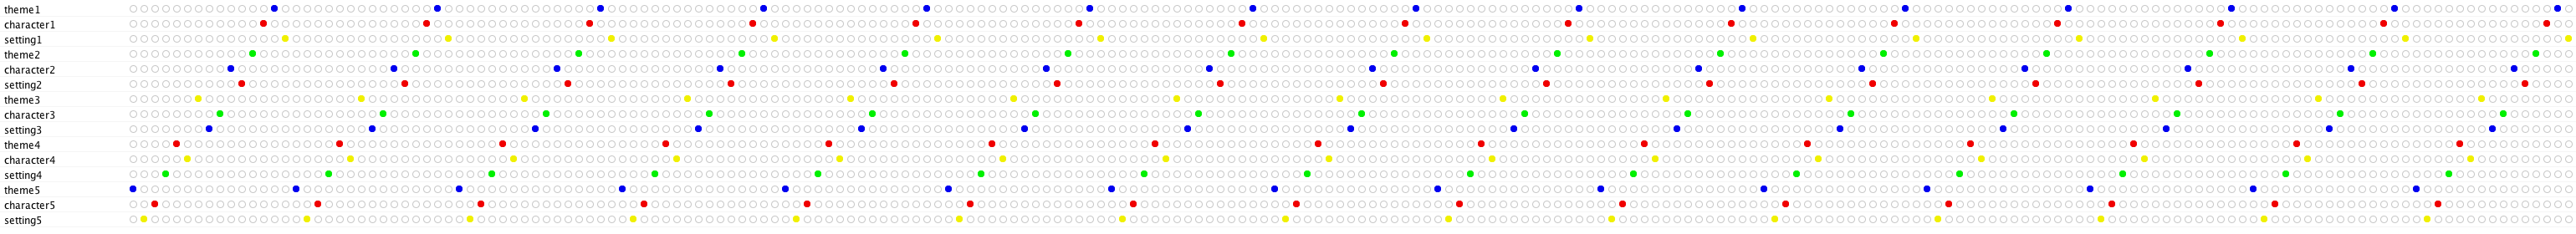 theme1
character1
setting1
theme2
character2
setting2
theme3
character3
setting3
theme4
character4
setting4
theme5
character5
setting5